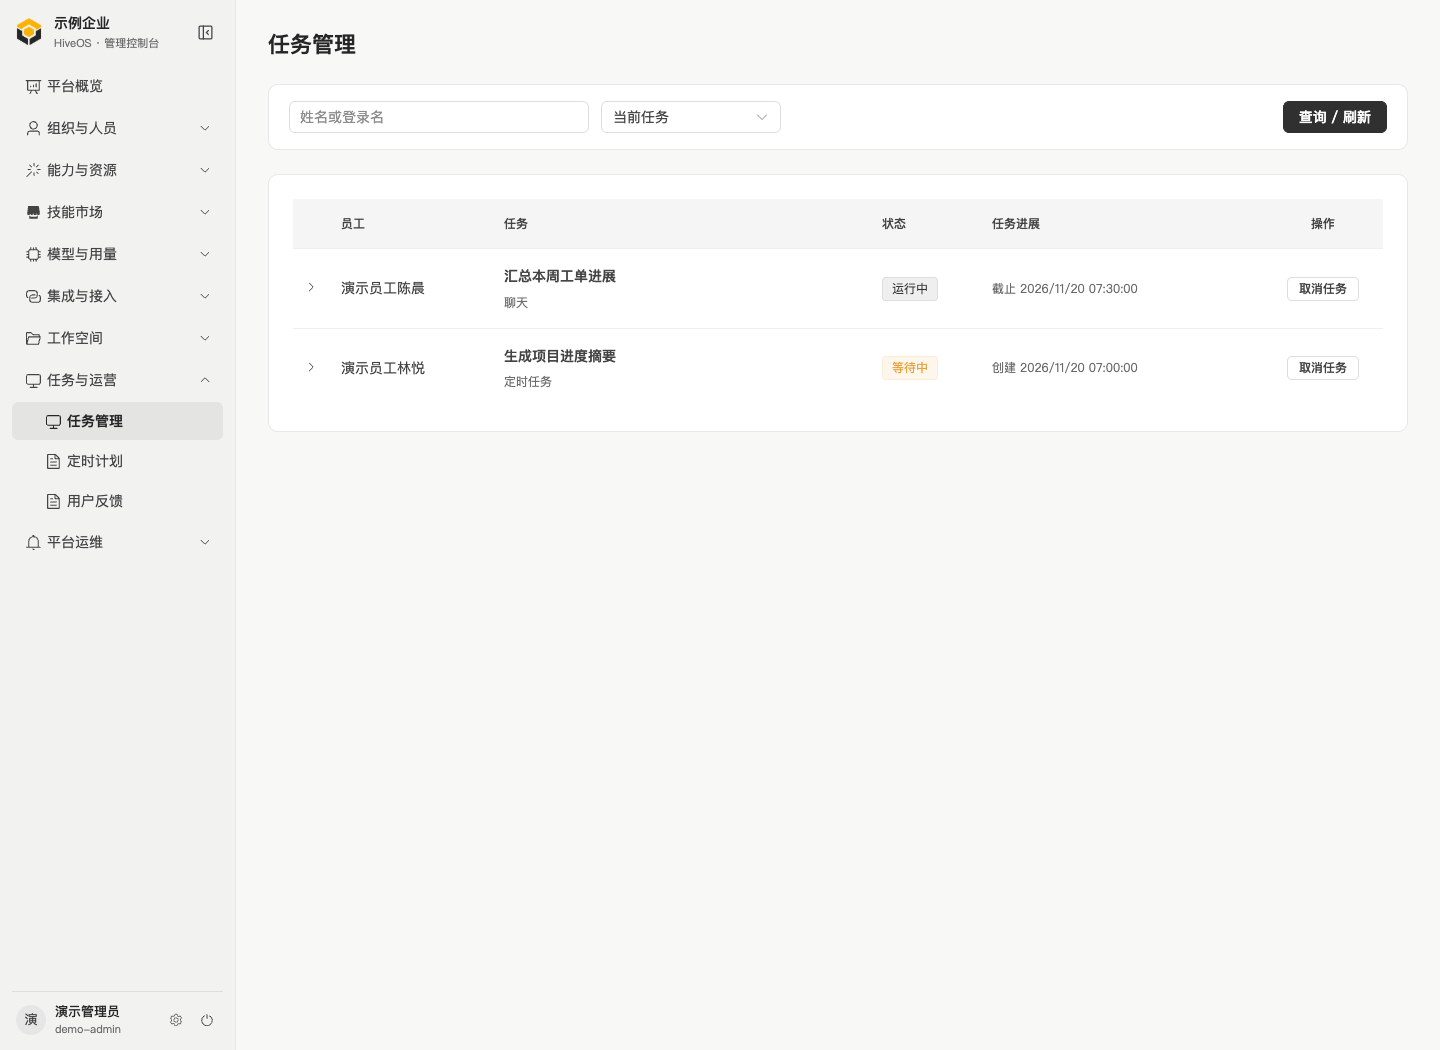 示例企业
HiveOS · 管理控制台
平台概览
组织与人员
能力与资源
技能市场
模型与用量
集成与接入
工作空间
任务与运营
任务管理
定时计划
用户反馈
平台运维
演
演示管理员
demo-admin
任务管理
姓名或登录名
当前任务
查询 / 刷新
员工 任务 状态 任务进展 操作
演示员工陈晨
汇总本周工单进展
聊天
运行中
截止 2026/11/20 07:30:00
取消任务
演示员工林悦
生成项目进度摘要
定时任务
等待中
创建 2026/11/20 07:00:00
取消任务